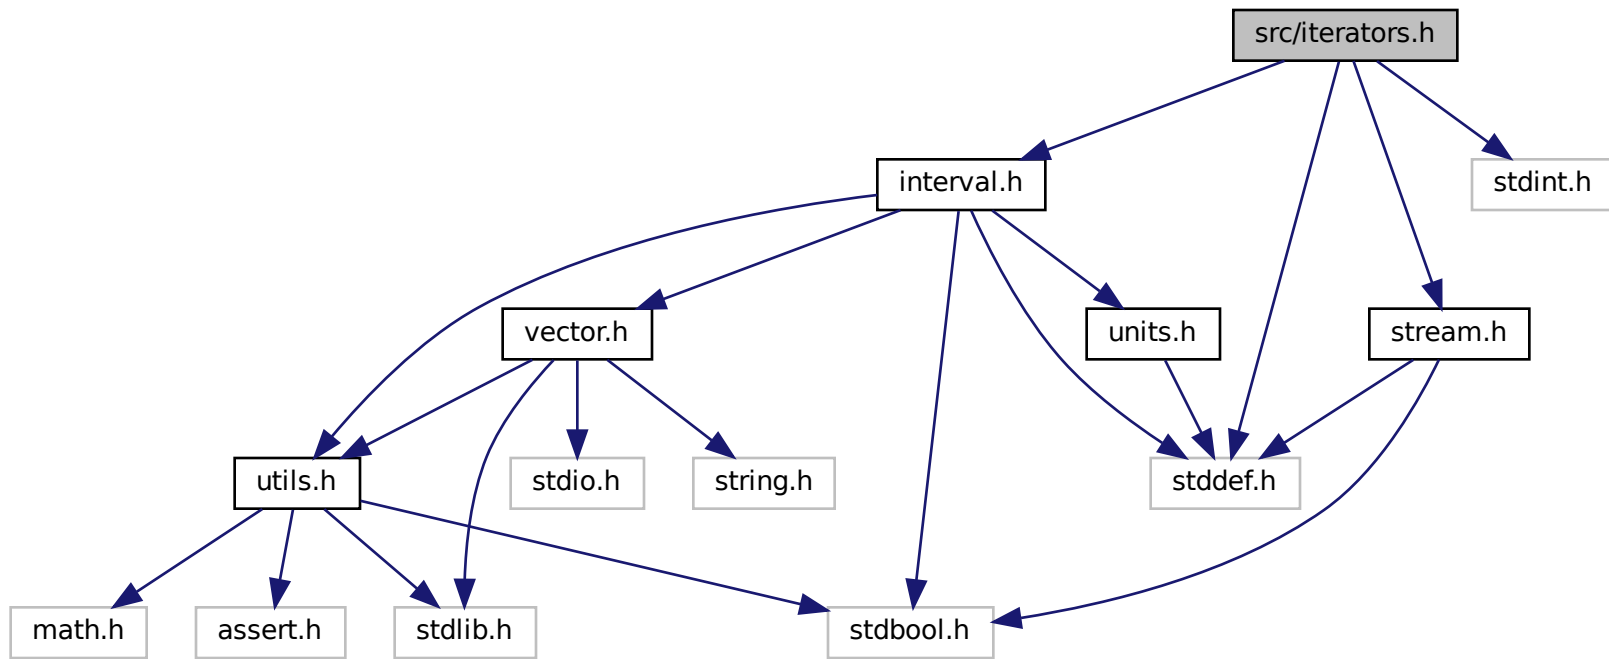 src/iterators.h
interval.h
stdint.h
vector.h
units.h
stream.h
utils.h
stdio.h
string.h
stddef.h
math.h
assert.h
stdlib.h
stdbool.h